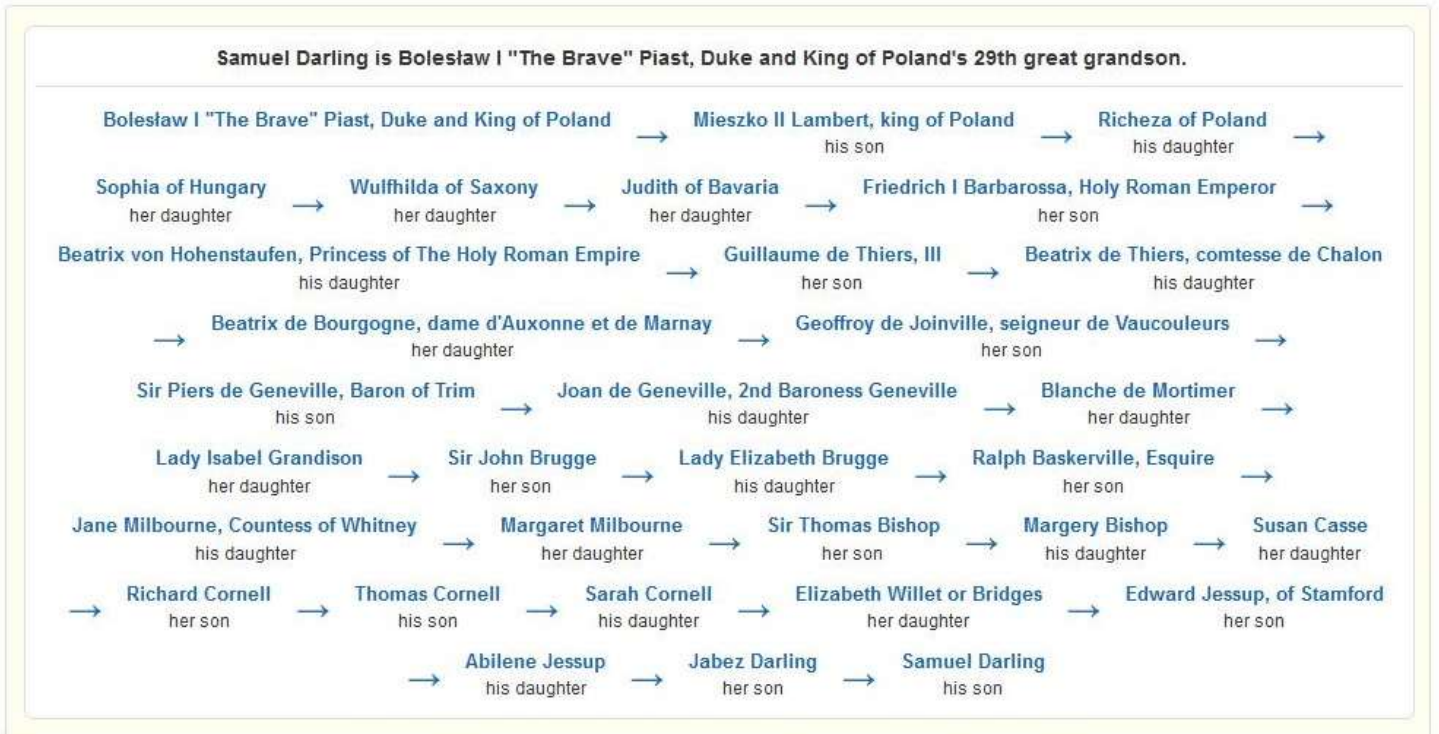 Samuel Darling is Bolesław I "The Brave" Piast, Duke and King of Poland's 29th great grandson.
Bolesław I "The Brave" Piast, Duke and King of Poland → Mieszko II Lambert, king of Poland → Richeza of Poland →
his son his daughter
Sophia of Hungary → Wulfhilda of Saxony → Judith of Bavaria → Friedrich I Barbarossa, Holy Roman Emperor →
her daughter her daughter her daughter her son
Beatrix von Hohenstaufen, Princess of The Holy Roman Empire → Guillaume de Thiers, III → Beatrix de Thiers, comtesse de Chalon
his daughter her son his daughter
→ Beatrix de Bourgogne, dame d'Auxonne et de Marnay → Geoffroy de Joinville, seigneur de Vaucouleurs →
her daughter her son
Sir Piers de Geneville, Baron of Trim → Joan de Geneville, 2nd Baroness Geneville → Blanche de Mortimer →
his son his daughter her daughter
Lady Isabel Grandison → Sir John Brugge → Lady Elizabeth Brugge → Ralph Baskerville, Esquire →
her daughter her son his daughter her son
Jane Milbourne, Countess of Whitney → Margaret Milbourne → Sir Thomas Bishop → Margery Bishop → Susan Casse
his daughter her daughter her son his daughter her daughter
→ Richard Cornell → Thomas Cornell → Sarah Cornell → Elizabeth Willet or Bridges → Edward Jessup, of Stamford
her son his son his daughter her daughter her son
→ Abilene Jessup → Jabez Darling → Samuel Darling
his daughter her son his son